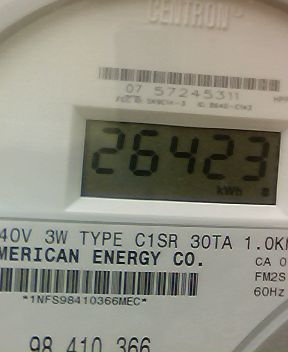 CENTRON
07 57245311
26423
kWh
40V 3W TYPE C1SR 30TA 1.0K
MERICAN ENERGY CO.
CA 0
FM2S
*1NFS98410366MEC*
60Hz
98 410 366